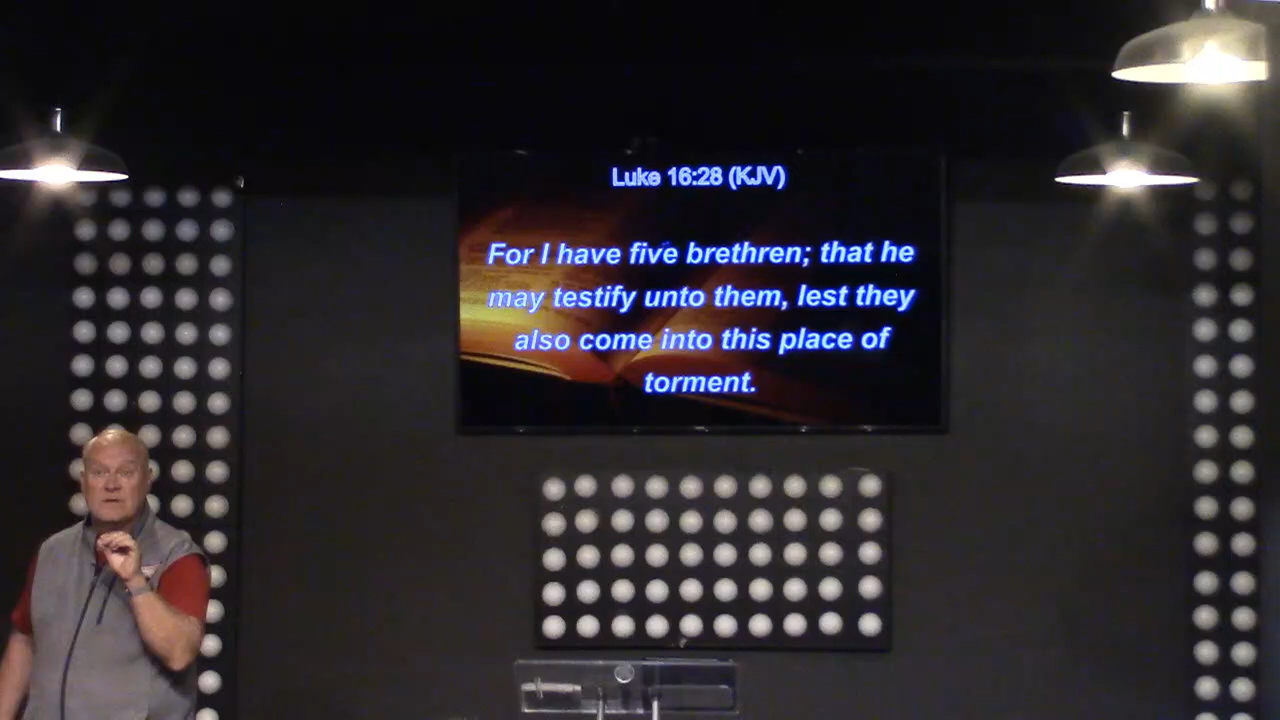 Luke 16:28 (KJV)
For I have five brethren; that he
may testify unto them, lest they
also come into this place of
torment.